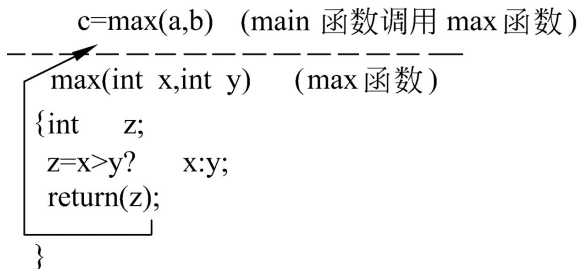 c=max(a,b) (main 函数调用 max 函数)
max(int x,int y) (max 函数)
{int z;
z=x>y? x:y;
return(z);
}